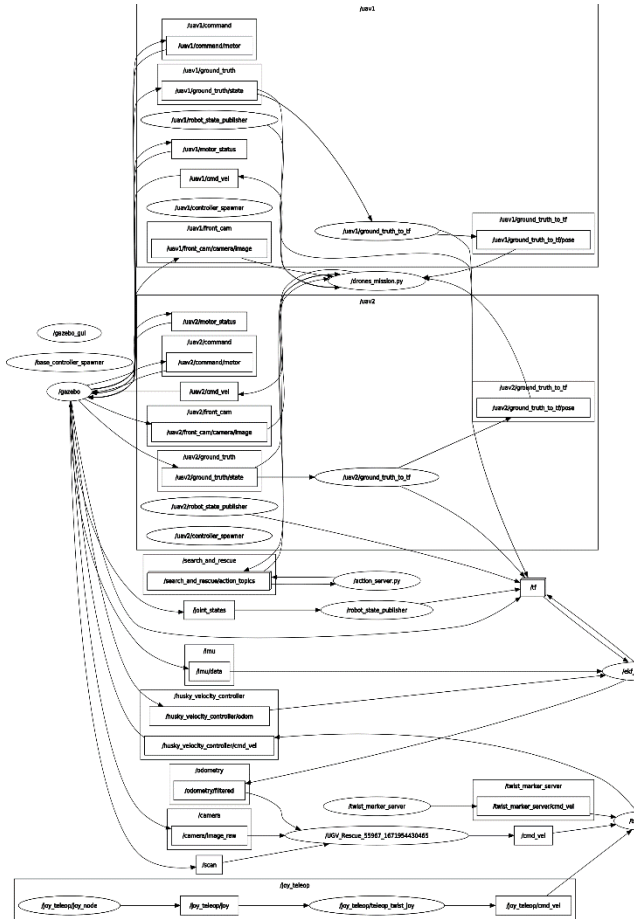 /uav1
/uav1/command
/uav1/command/motor
/uav1/ground_truth
/uav1/ground_truth/state
/uav1/robot_state_publisher
/uav1/motor_status
/uav1/cmd_vel
/uav1/controller_spawner
/uav1/front_cam
/uav1/front_cam/camera/image
/uav1/ground_truth_to_tf
/uav1/ground_truth_to_tf
/uav1/ground_truth_to_tf/pose
/drones_mission.py
/uav2
/uav2/motor_status
/gazebo_gui
/uav2/command
/uav2/command/motor
/base_controller_spawner
/gazebo
/uav2/cmd_vel
/uav2/ground_truth_to_tf
/uav2/ground_truth_to_tf/pose
/uav2/front_cam
/uav2/front_cam/camera/image
/uav2/ground_truth
/uav2/ground_truth/state
/uav2/ground_truth_to_tf
/uav2/robot_state_publisher
/uav2/controller_spawner
/search_and_rescue
/search_and_rescue/action_topics
/action_server.py
/tf
/joint_states
/robot_state_publisher
/imu
/imu/data
/ekf_
/husky_velocity_controller
/husky_velocity_controller/odom
/husky_velocity_controller/cmd_vel
/odometry
/odometry/filtered
/twist_marker_server
/twist_marker_server
/twist_marker_server/cmd_vel
/camera
/camera/image_raw
/UGV_Rescue_55967_1671954430465
/cmd_vel
/scan
/joy_teleop
/joy_teleop/joy_node
/joy_teleop/joy
/joy_teleop/teleop_twist_joy
/joy_teleop/cmd_vel